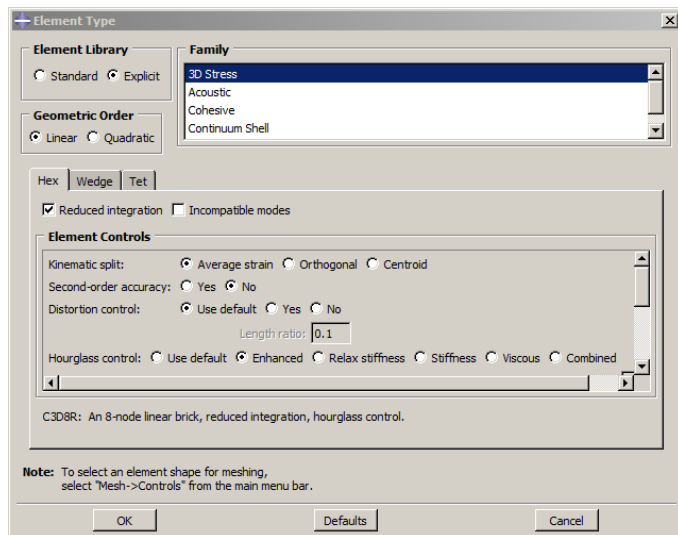 Element Type
Element Library
Standard Explicit
Geometric Order
Linear Quadratic
Family
3D Stress
Acoustic
Cohesive
Continuum Shell
Hex Wedge Tet
Reduced integration Incompatible modes
Element Controls
Kinematic split: Average strain Orthogonal Centroid
Second-order accuracy: Yes No
Distortion control: Use default Yes No
Length ratio: 0.1
Hourglass control: Use default Enhanced Relax stiffness Stiffness Viscous Combined
C3D8R: An 8-node linear brick, reduced integration, hourglass control.
Note: To select an element shape for meshing,
select "Mesh->Controls" from the main menu bar.
OK Defaults Cancel